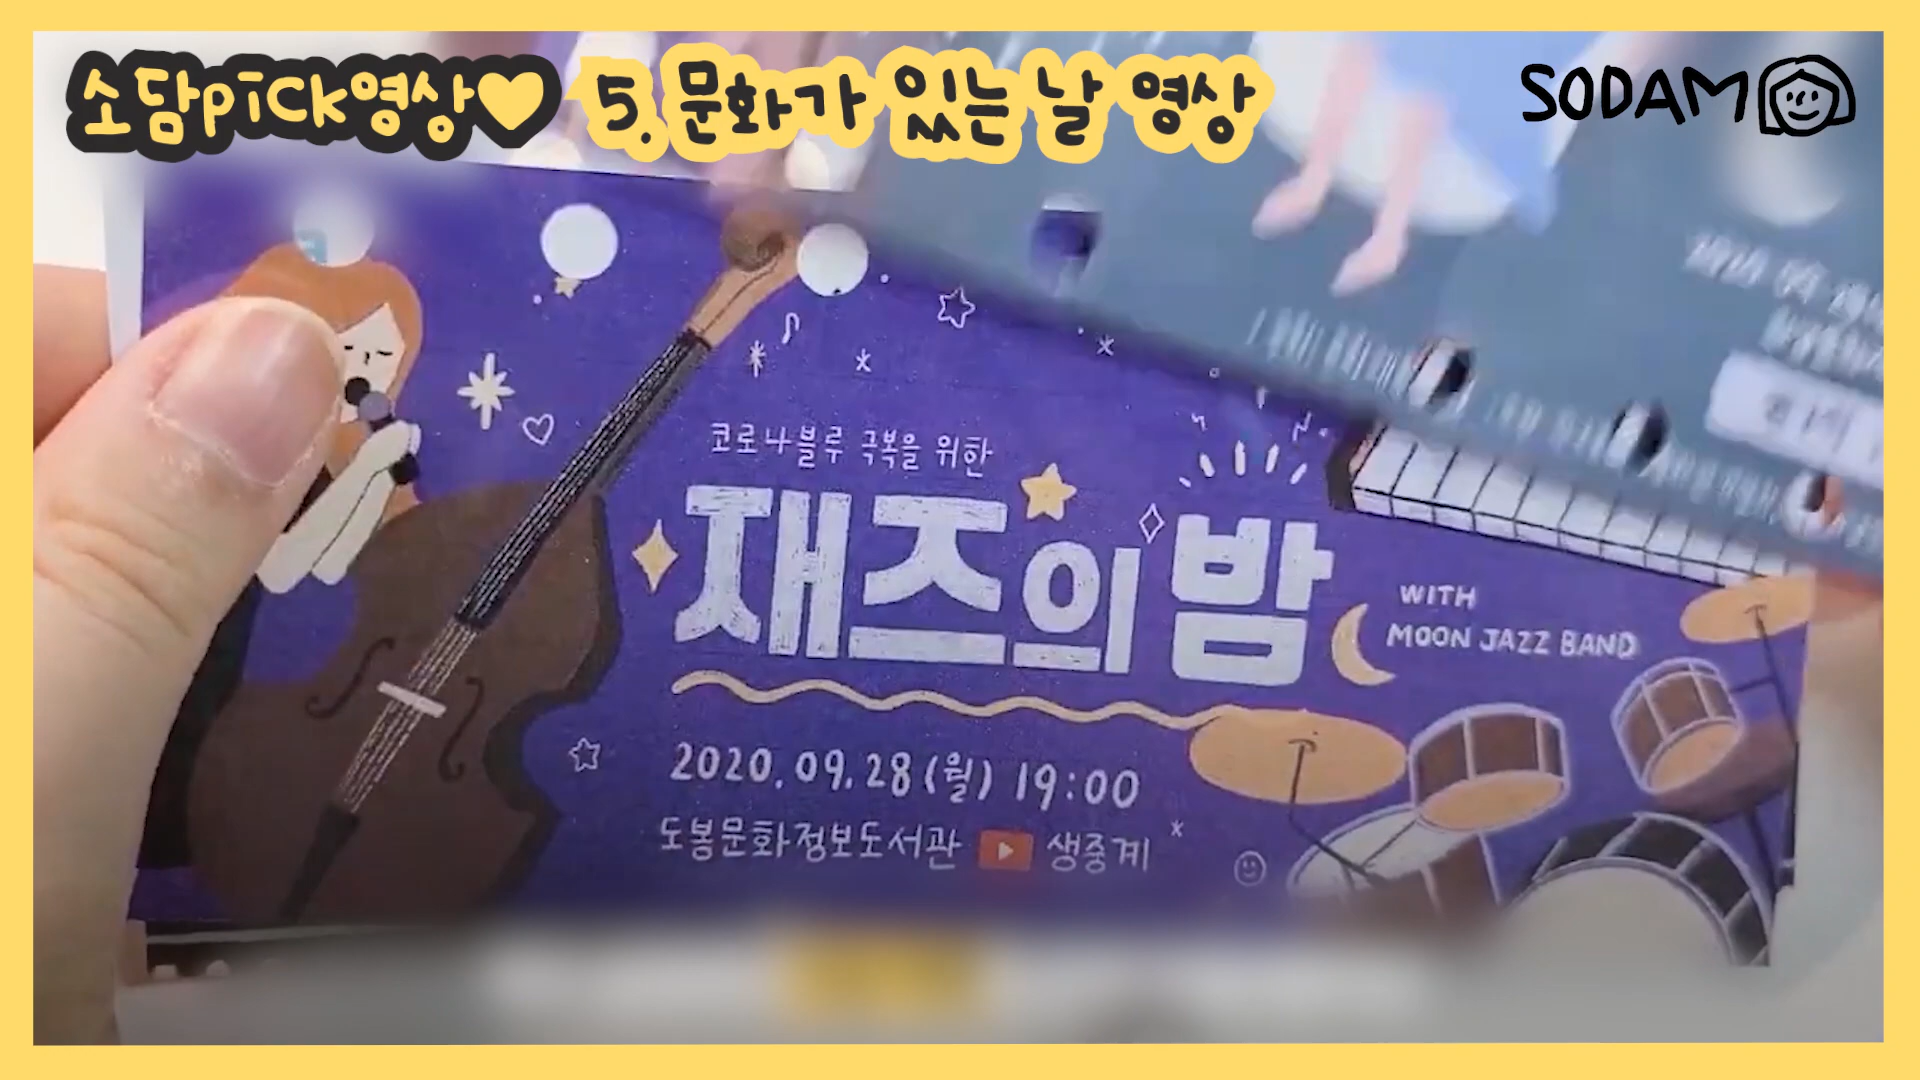 소담pick영상♥ 5. 문화가 있는 날 영상
SODAM
코로나블루 극복을 위한
재즈의 밤
WITH
MOON JAZZ BAND
2020.09.28(월) 19:00
도봉문화정보도서관 생중계